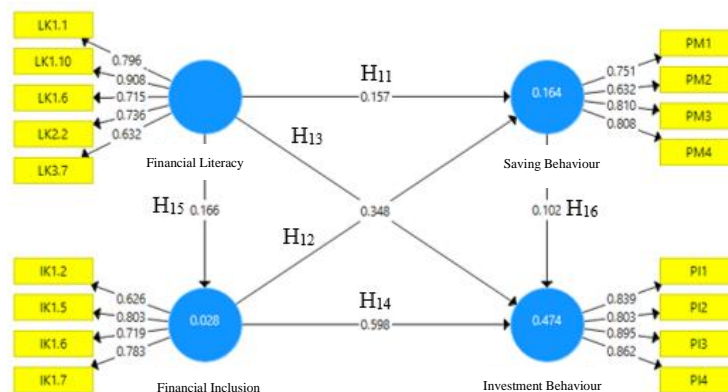 LK1.1
LK1.10
LK1.6
LK2.2
LK3.7
0.796
0.908
0.715
0.736
0.632
Financial Literacy
H11
0.157
H13
0.164
Saving Behaviour
0.751
0.632
0.810
0.808
PM1
PM2
PM3
PM4
H15
0.166
H12
0.348
0.102
H16
IK1.2
IK1.5
IK1.6
IK1.7
0.626
0.803
0.719
0.783
0.028
Financial Inclusion
H14
0.598
0.474
Investment Behaviour
0.839
0.803
0.895
0.862
PI1
PI2
PI3
PI4